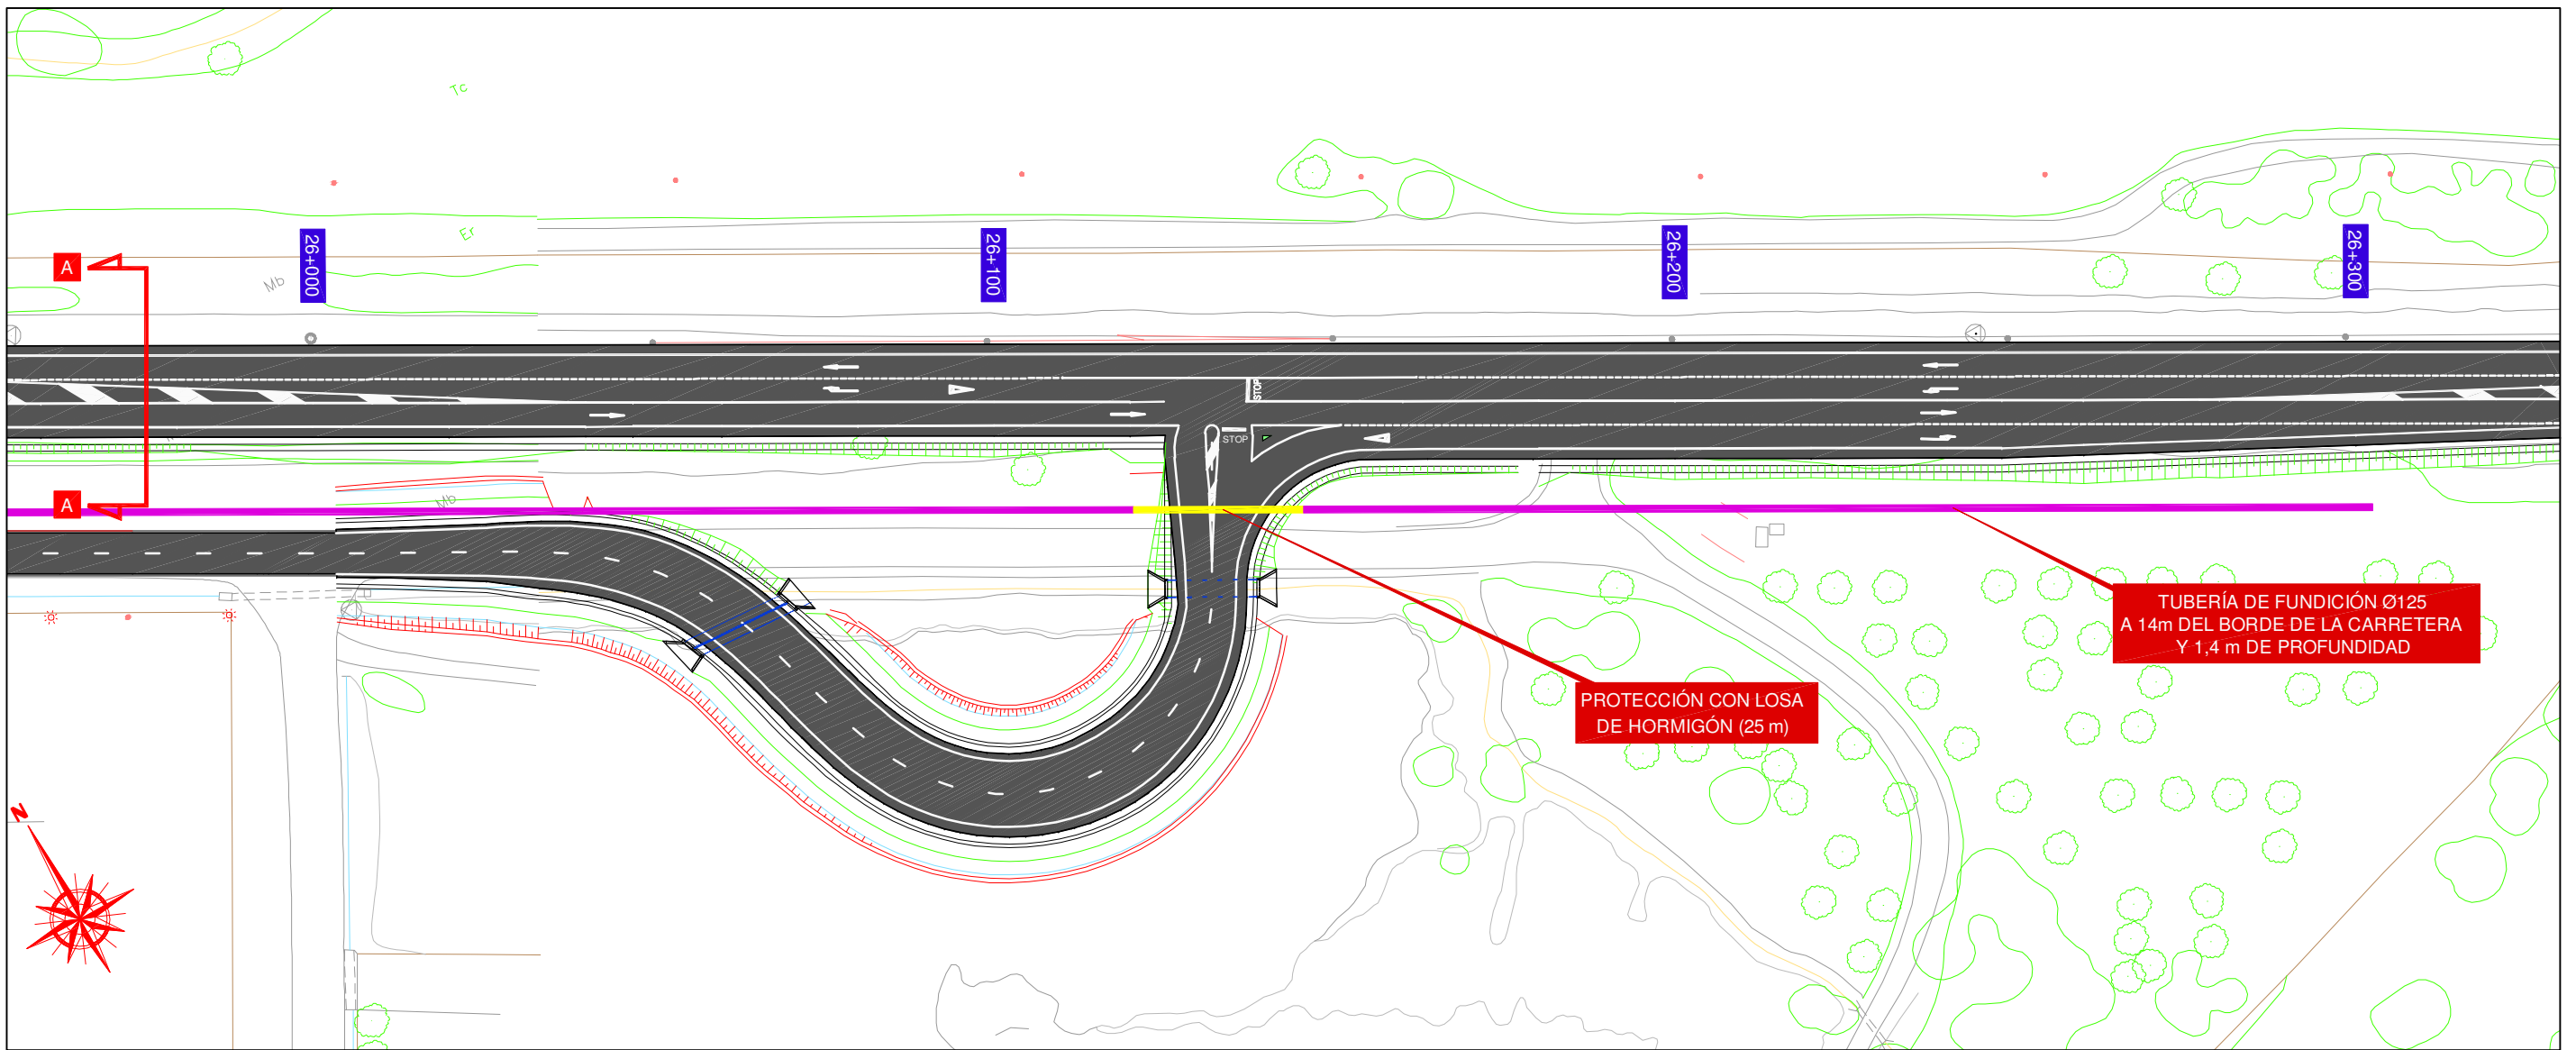 Tc
Er
Mb
A
26+000
26+100
26+200
26+300
STOP
STOP
Mb
A
TUBERÍA DE FUNDICIÓN Ø125
A 14m DEL BORDE DE LA CARRETERA
Y 1,4 m DE PROFUNDIDAD
PROTECCIÓN CON LOSA
DE HORMIGÓN (25 m)
N